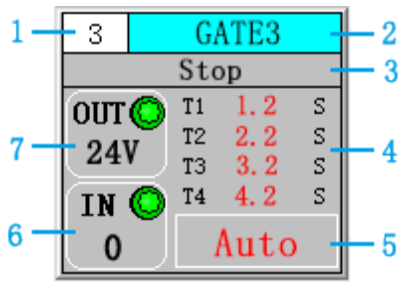 1 3 GATE3 2
Stop 3
OUT T1 1.2 S
T2 2.2 S
7 24V T3 3.2 S 4
T4 4.2 S
IN
6 0 Auto 5